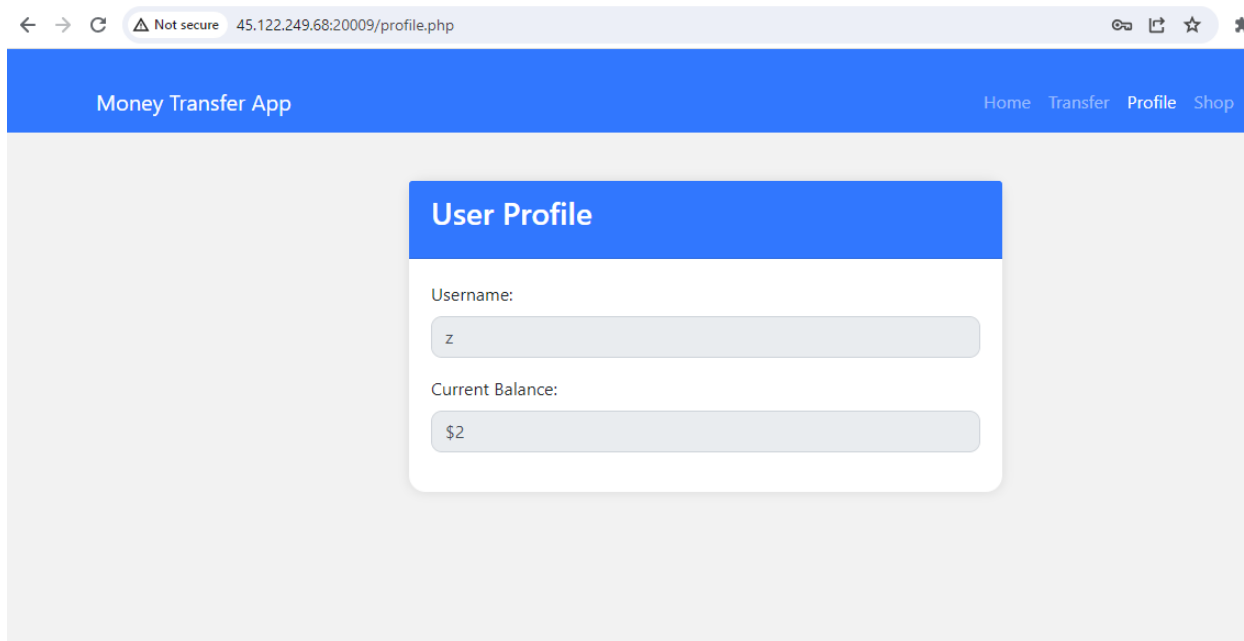 Not secure 45.122.249.68:20009/profile.php
Money Transfer App Home Transfer Profile Shop
User Profile
Username:
z
Current Balance:
$2